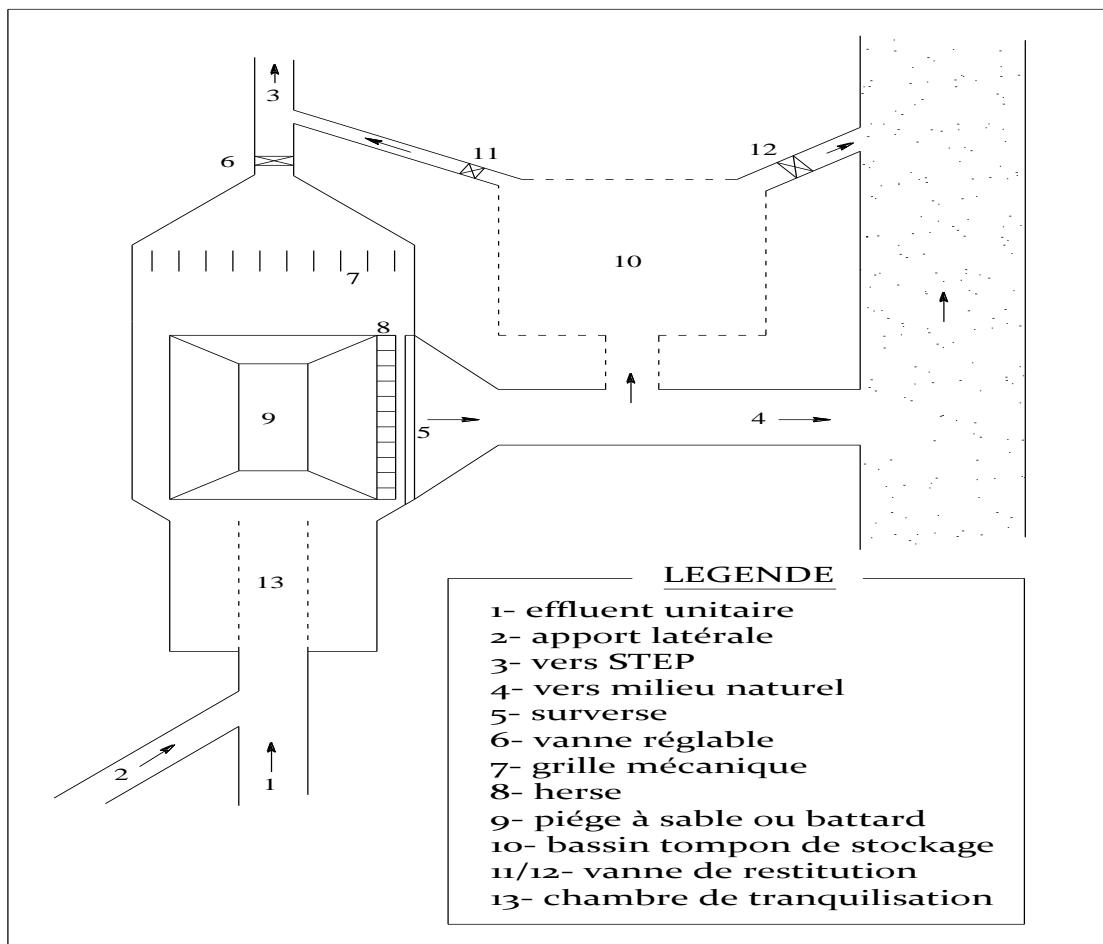 3
6
11
12
7
10
8
9
5
4
13
2
1
LEGENDE
1- effluent unitaire
2- apport latérale
3- vers STEP
4- vers milieu naturel
5- surverse
6- vanne réglable
7- grille mécanique
8- herse
9- piége à sable ou battard
10- bassin tompon de stockage
11/12- vanne de restitution
13- chambre de tranquilisation